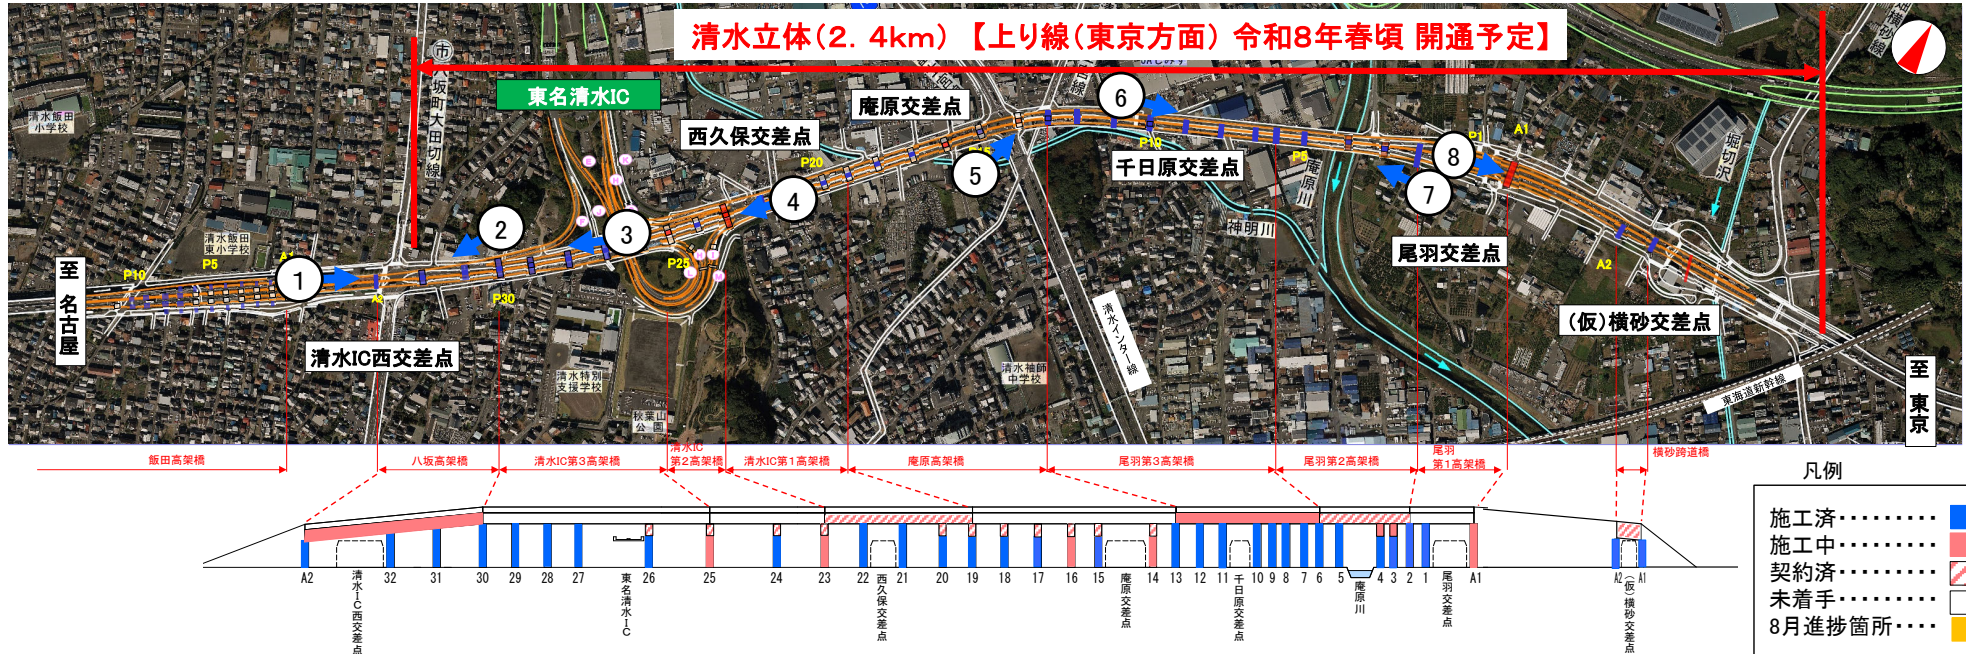 清水立体(2. 4km) 【上り線(東京方面) 令和8年春頃 開通予定】
市
八坂町大田切線
東名清水IC
庵原交差点
西久保交差点
清水飯田
小学校
清水飯田
東小学校
至 名古屋
P10
P5
A1
A2
P30
P25
P20
P10
P5
P1
A1
A2
1
2
3
4
5
6
7
8
千日原交差点
庵原川
神明川
堀切沢
尾羽交差点
(仮)横砂交差点
清水IC西交差点
清水特別
支援学校
秋葉山
公園
清水袖師
中学校
清水インター線
東海道新幹線
至 東京
飯田高架橋
八坂高架橋
清水IC第3高架橋
清水IC
第2高架橋
清水IC第1高架橋
庵原高架橋
尾羽第3高架橋
尾羽第2高架橋
尾羽
第1高架橋
横砂跨道橋
A2
清水IC西交差点
32
31
30
29
28
27
東名清水IC
26
25
24
23
22
西久保交差点
21
20
19
18
17
16
15
庵原交差点
14
13
12
11
千日原交差点
10
9
8
7
6
5
庵原川
4
3
2
1
尾羽交差点
A1
A2
(仮)横砂交差点
A1
凡例
施工済・・・・・・・・・
施工中・・・・・・・・・
契約済・・・・・・・・・
未着手・・・・・・・・・
8月進捗箇所・・・・